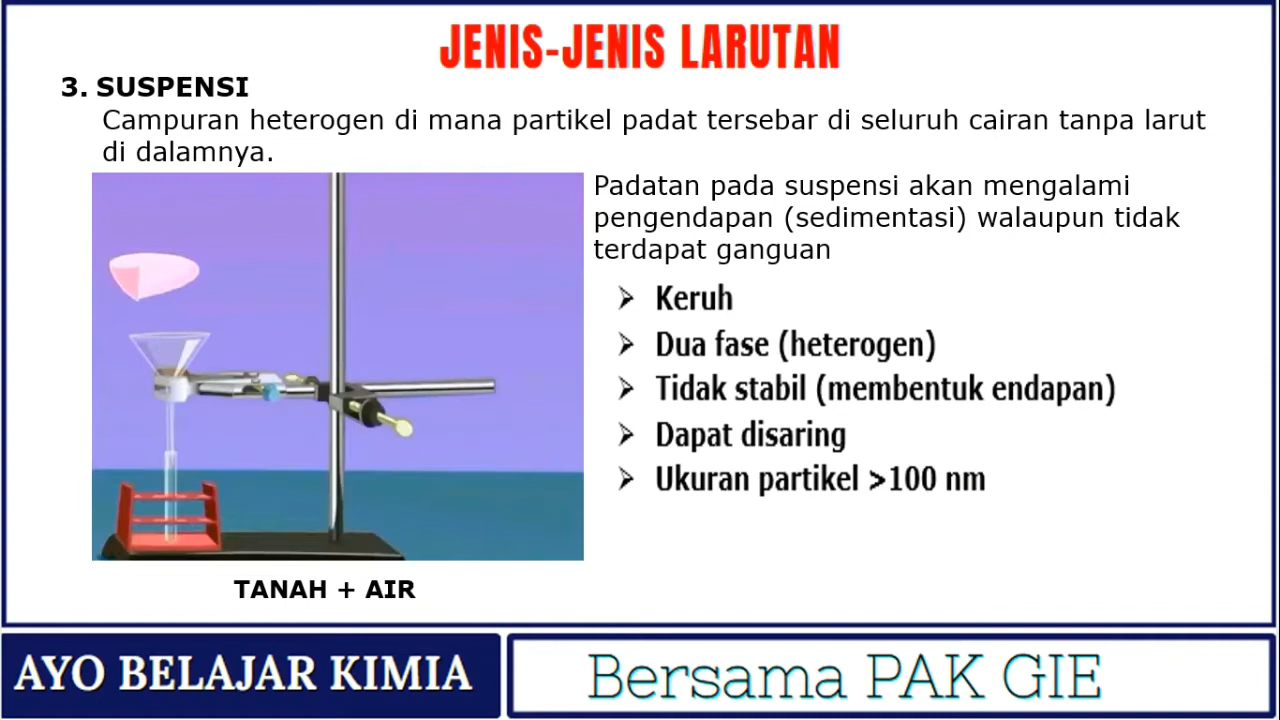 JENIS-JENIS LARUTAN
3. SUSPENSI
Campuran heterogen di mana partikel padat tersebar di seluruh cairan tanpa larut
di dalamnya.
Padatan pada suspensi akan mengalami
pengendapan (sedimentasi) walaupun tidak
terdapat ganguan
➢ Keruh
➢ Dua fase (heterogen)
➢ Tidak stabil (membentuk endapan)
➢ Dapat disaring
➢ Ukuran partikel >100 nm
TANAH + AIR
AYO BELAJAR KIMIA
Bersama PAK GIE